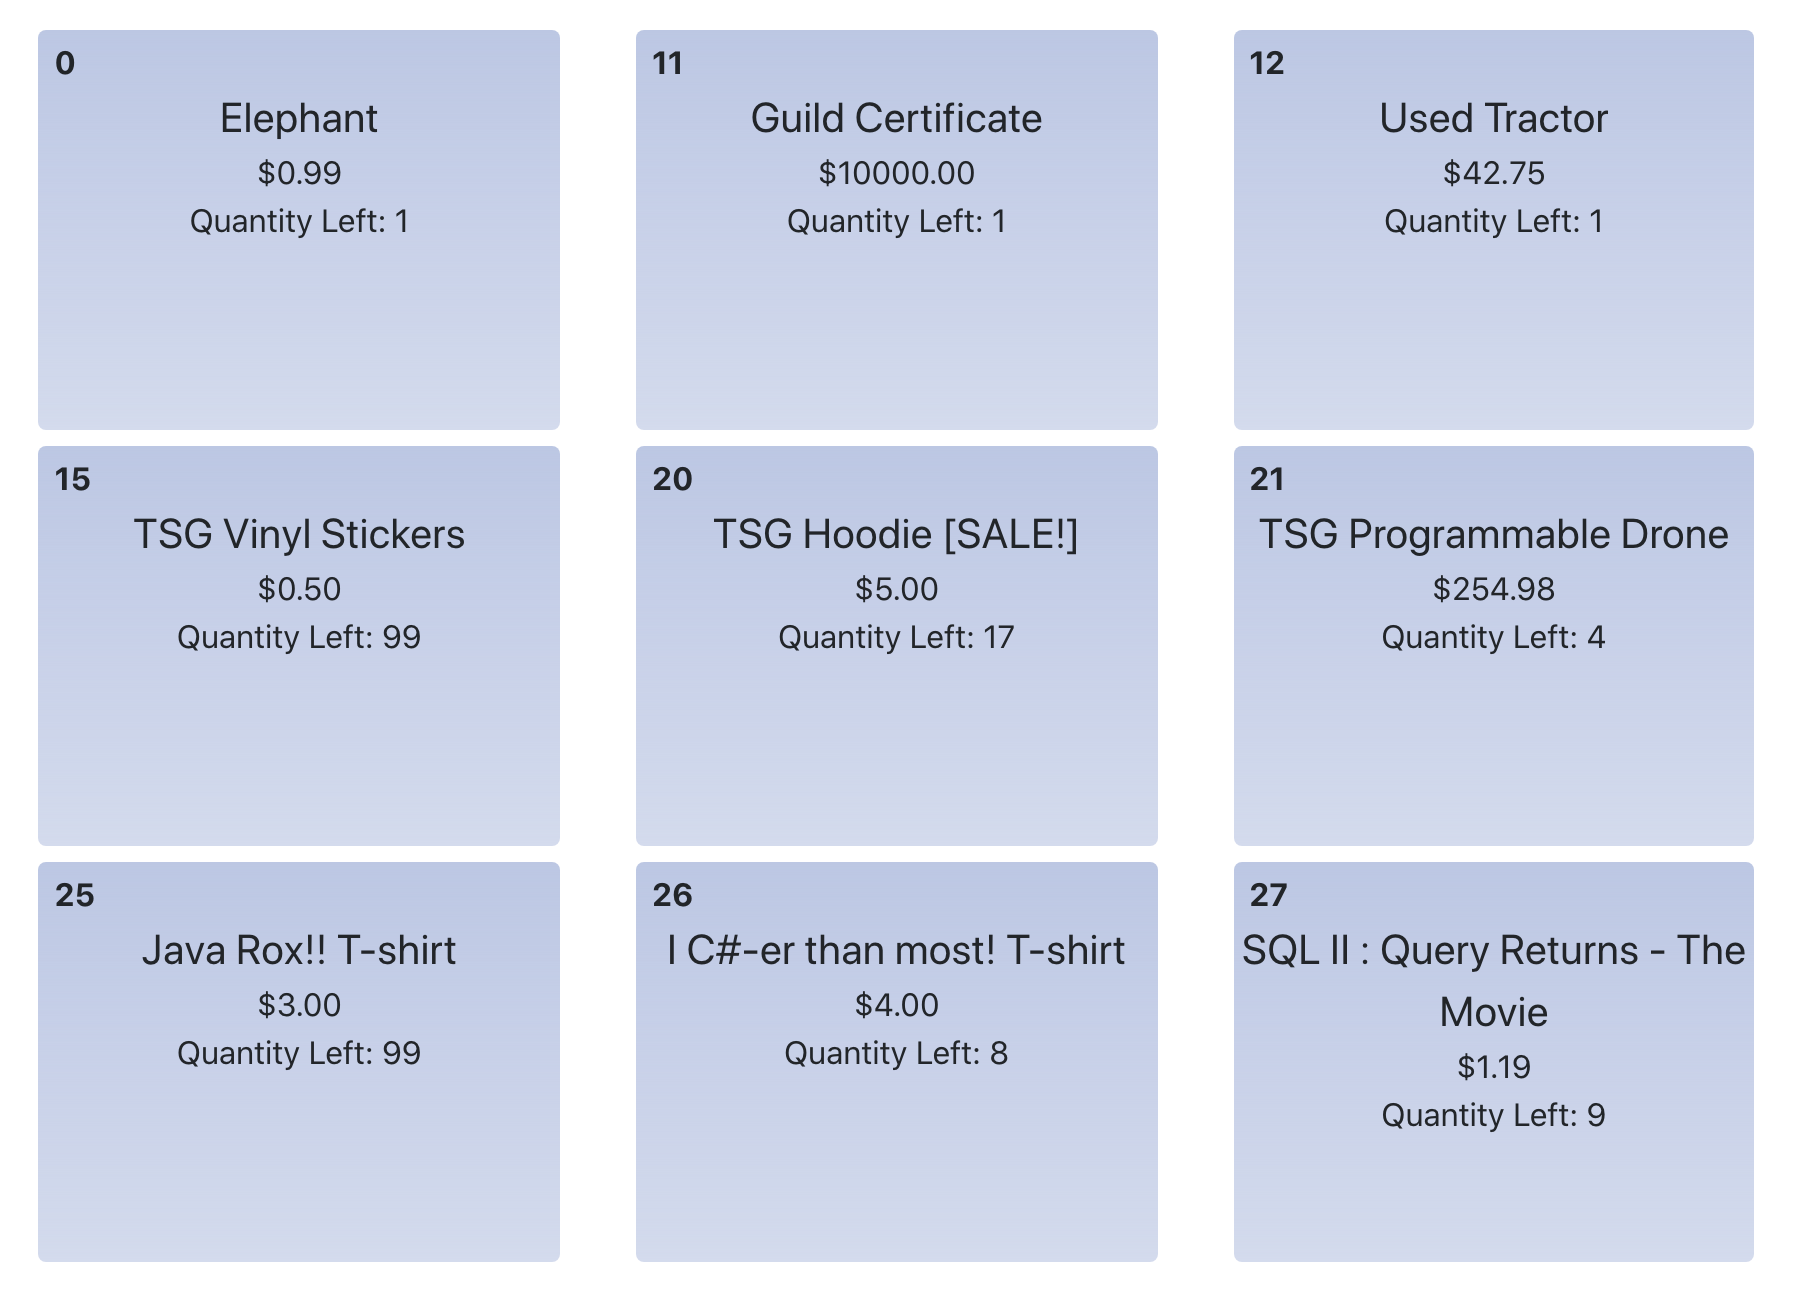 0
Elephant
$0.99
Quantity Left: 1
11
Guild Certificate
$10000.00
Quantity Left: 1
12
Used Tractor
$42.75
Quantity Left: 1
15
TSG Vinyl Stickers
$0.50
Quantity Left: 99
20
TSG Hoodie [SALE!]
$5.00
Quantity Left: 17
21
TSG Programmable Drone
$254.98
Quantity Left: 4
25
Java Rox!! T-shirt
$3.00
Quantity Left: 99
26
I C#-er than most! T-shirt
$4.00
Quantity Left: 8
27
SQL II : Query Returns - The
Movie
$1.19
Quantity Left: 9